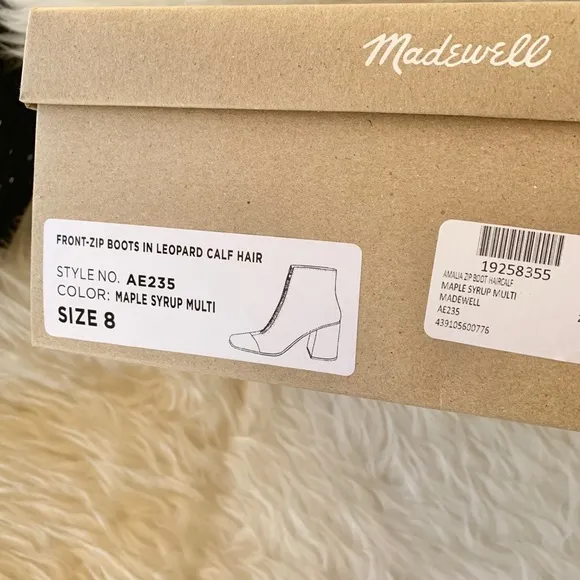 Madewell
FRONT-ZIP BOOTS IN LEOPARD CALF HAIR
STYLE NO. AE235
COLOR: MAPLE SYRUP MULTI
SIZE 8
19258355
AMALIA ZIP BOOT HAIRCALF
MAPLE SYRUP MULTI
MADEWELL
AE235
439105600776